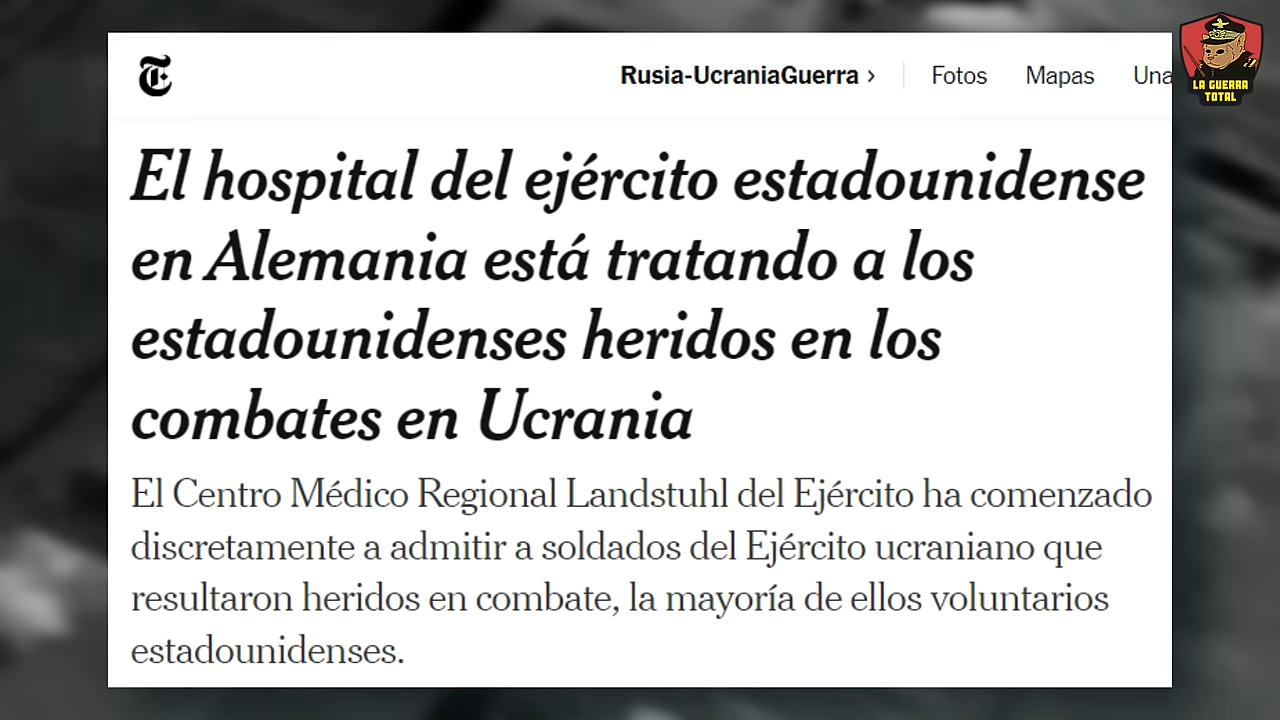 Rusia-UcraniaGuerra › Fotos Mapas Una
LA GUERRA
TOTAL
El hospital del ejército estadounidense
en Alemania está tratando a los
estadounidenses heridos en los
combates en Ucrania
El Centro Médico Regional Landstuhl del Ejército ha comenzado
discretamente a admitir a soldados del Ejército ucraniano que
resultaron heridos en combate, la mayoría de ellos voluntarios
estadounidenses.